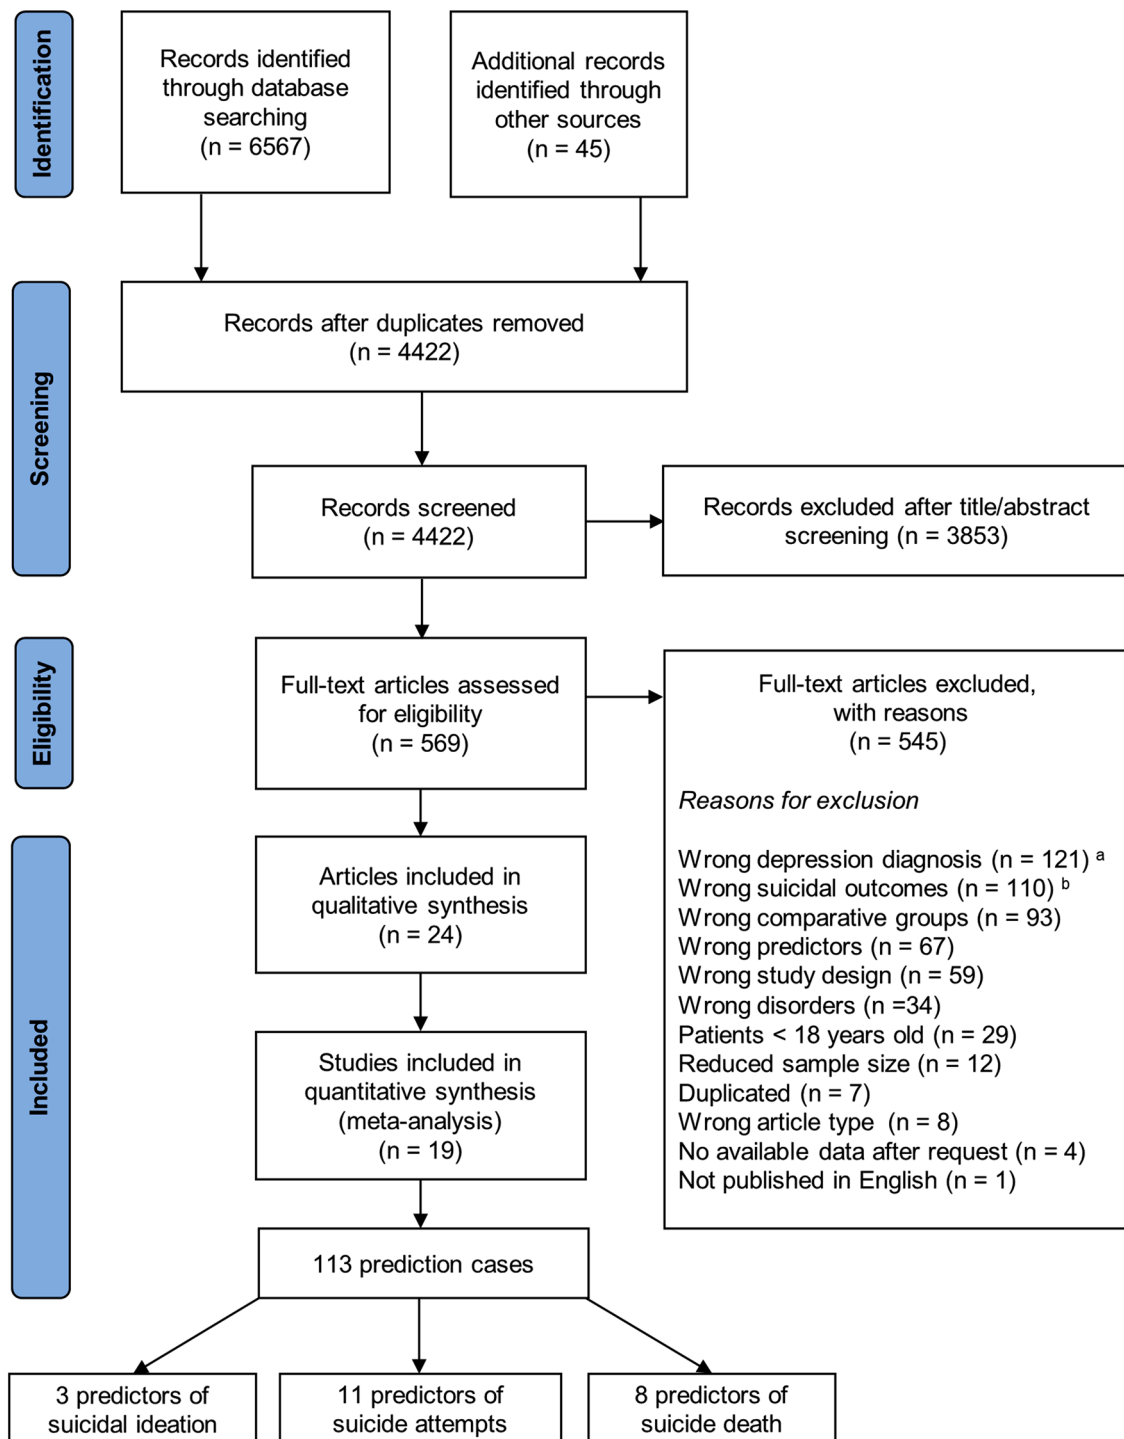 Identification
Records identified
through database
searching
(n = 6567)
Additional records
identified through
other sources
(n = 45)
Screening
Records after duplicates removed
(n = 4422)
Records screened
(n = 4422)
Records excluded after title/abstract
screening (n = 3853)
Eligibility
Full-text articles assessed
for eligibility
(n = 569)
Full-text articles excluded,
with reasons
(n = 545)
Reasons for exclusion
Wrong depression diagnosis (n = 121) a
Wrong suicidal outcomes (n = 110) b
Wrong comparative groups (n = 93)
Wrong predictors (n = 67)
Wrong study design (n = 59)
Wrong disorders (n =34)
Patients < 18 years old (n = 29)
Reduced sample size (n = 12)
Duplicated (n = 7)
Wrong article type (n = 8)
No available data after request (n = 4)
Not published in English (n = 1)
Included
Articles included in
qualitative synthesis
(n = 24)
Studies included in
quantitative synthesis
(meta-analysis)
(n = 19)
113 prediction cases
3 predictors of
suicidal ideation
11 predictors of
suicide attempts
8 predictors of
suicide death